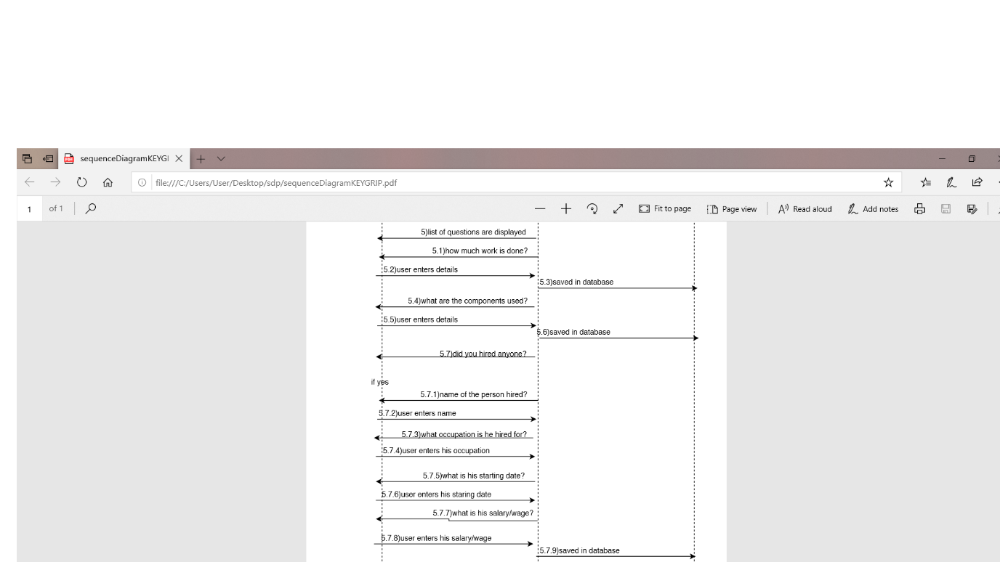 sequenceDiagramKEYGI
file:///C:/Users/User/Desktop/sdp/sequenceDiagramKEYGRIP.pdf
1 of 1 Fit to page Page view Read aloud Add notes
5)list of questions are displayed
5.1)how much work is done?
5.2)user enters details
5.3)saved in database
5.4)what are the components used?
5.5)user enters details
5.6)saved in database
5.7)did you hired anyone?
if yes
5.7.1)name of the person hired?
5.7.2)user enters name
5.7.3)what occupation is he hired for?
5.7.4)user enters his occupation
5.7.5)what is his starting date?
5.7.6)user enters his staring date
5.7.7)what is his salary/wage?
5.7.8)user enters his salary/wage
5.7.9)saved in database